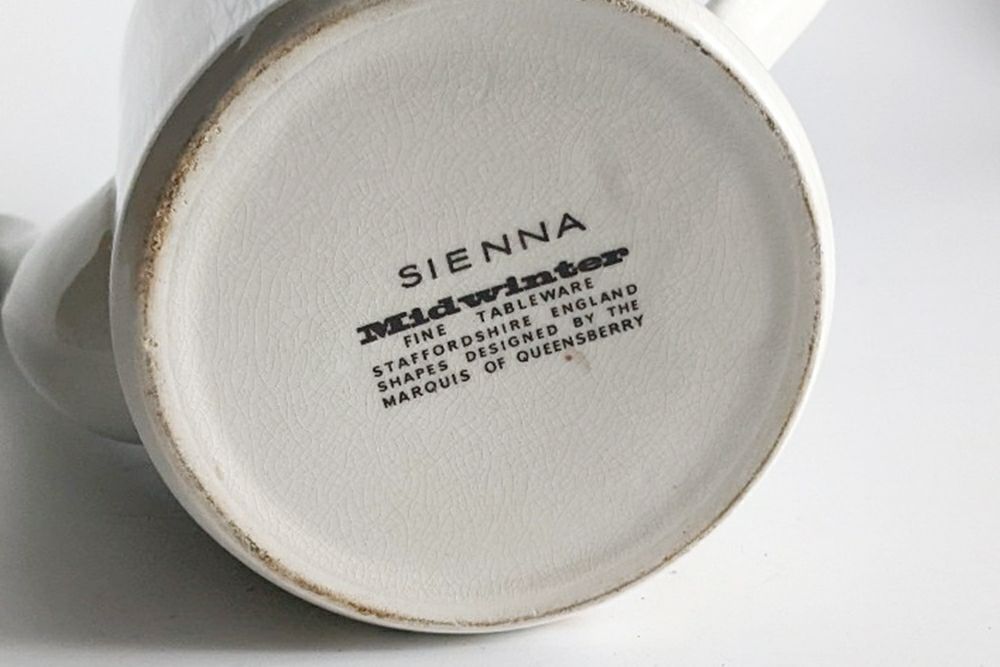 SIENNA
Midwinter
FINE TABLEWARE
STAFFORDSHIRE ENGLAND
SHAPES DESIGNED BY THE
MARQUIS OF QUEENSBERRY